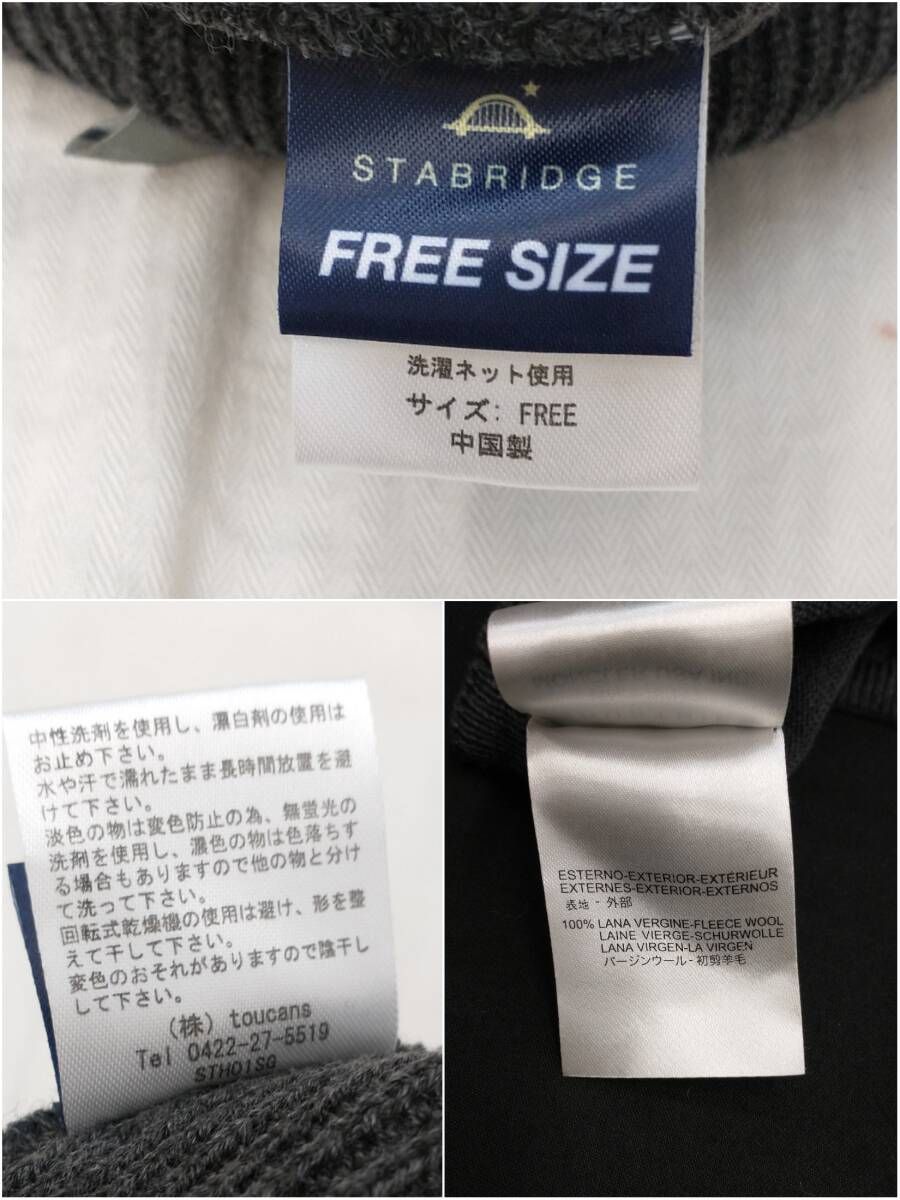 STABRIDGE
FREE SIZE
洗濯ネット使用
サイズ: FREE
中国製
中性洗剤を使用し、漂白剤の使用は
お止め下さい。
水や汗で濡れたまま長時間放置を避
けて下さい。
淡色の物は変色防止の為、無蛍光の
洗剤を使用し、濃色の物は色落ちす
る場合もありますので他の物と分け
て洗って下さい。
回転式乾燥機の使用は避け、形を整
えて干して下さい。
変色のおそれがありますので陰干し
して下さい。
(株) toucans
Tel 0422-27-5519
STH01SG
ESTERNO-EXTERIOR-EXTÉRIEUR
EXTERNES-EXTERIOR-EXTERNOS
表地 - 外部
100% LANA VERGINE-FLEECE WOOL
LAINE VIERGE-SCHURWOLLE
LANA VIRGEN-LA VIRGEN
バージンウール - 初剪羊毛